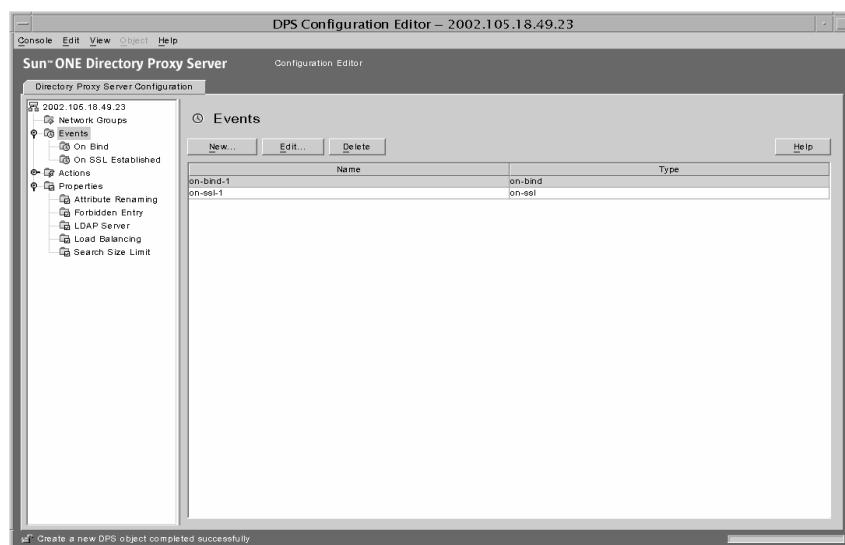 DPS Configuration Editor – 2002.105.18.49.23
Console Edit View Object Help
Sun™ ONE Directory Proxy Server Configuration Editor
Directory Proxy Server Configuration
2002.105.18.49.23
Network Groups
Events
On Bind
On SSL Established
Actions
Properties
Attribute Renaming
Forbidden Entry
LDAP Server
Load Balancing
Search Size Limit
Events
New... Edit... Delete Help
Name Type
on-bind-1 on-bind
on-ssl-1 on-ssl
Create a new DPS object completed successfully